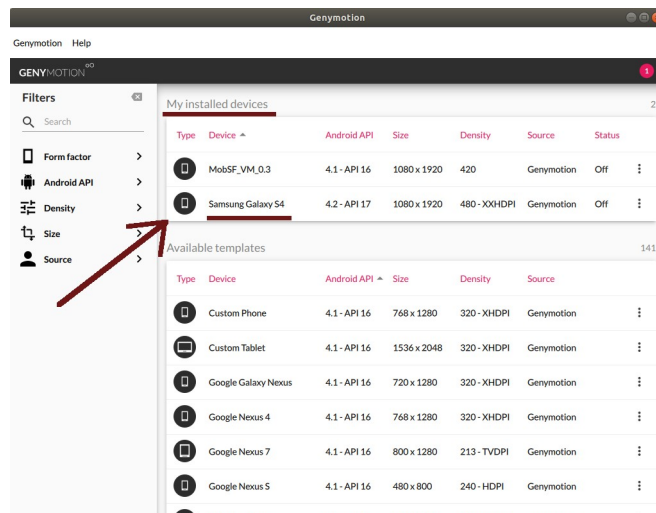 Genymotion
Genymotion Help
GENYMOTION
1
Filters
Search
Form factor
Android API
Density
Size
Source
My installed devices 2
Type Device Android API Size Density Source Status
MobSF_VM_0.3 4.1 - API 16 1080 x 1920 420 Genymotion Off
Samsung Galaxy S4 4.2 - API 17 1080 x 1920 480 - XXHDPI Genymotion Off
Available templates 141
Type Device Android API Size Density Source
Custom Phone 4.1 - API 16 768 x 1280 320 - XHDPI Genymotion
Custom Tablet 4.1 - API 16 1536 x 2048 320 - XHDPI Genymotion
Google Galaxy Nexus 4.1 - API 16 720 x 1280 320 - XHDPI Genymotion
Google Nexus 4 4.1 - API 16 768 x 1280 320 - XHDPI Genymotion
Google Nexus 7 4.1 - API 16 800 x 1280 213 - TVDPI Genymotion
Google Nexus S 4.1 - API 16 480 x 800 240 - HDPI Genymotion